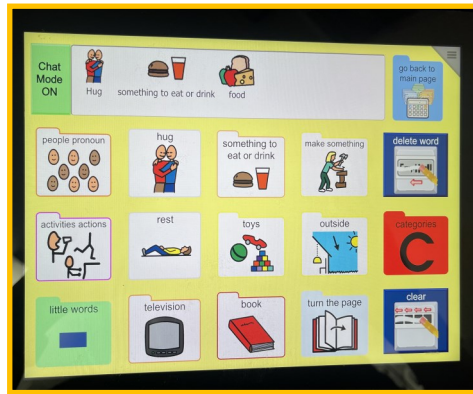 Chat
Mode
ON
Hug
something to eat or drink
food
go back to
main page
people pronoun
hug
something to
eat or drink
make something
delete word
activities actions
rest
toys
outside
categories
C
little words
television
book
turn the page
clear